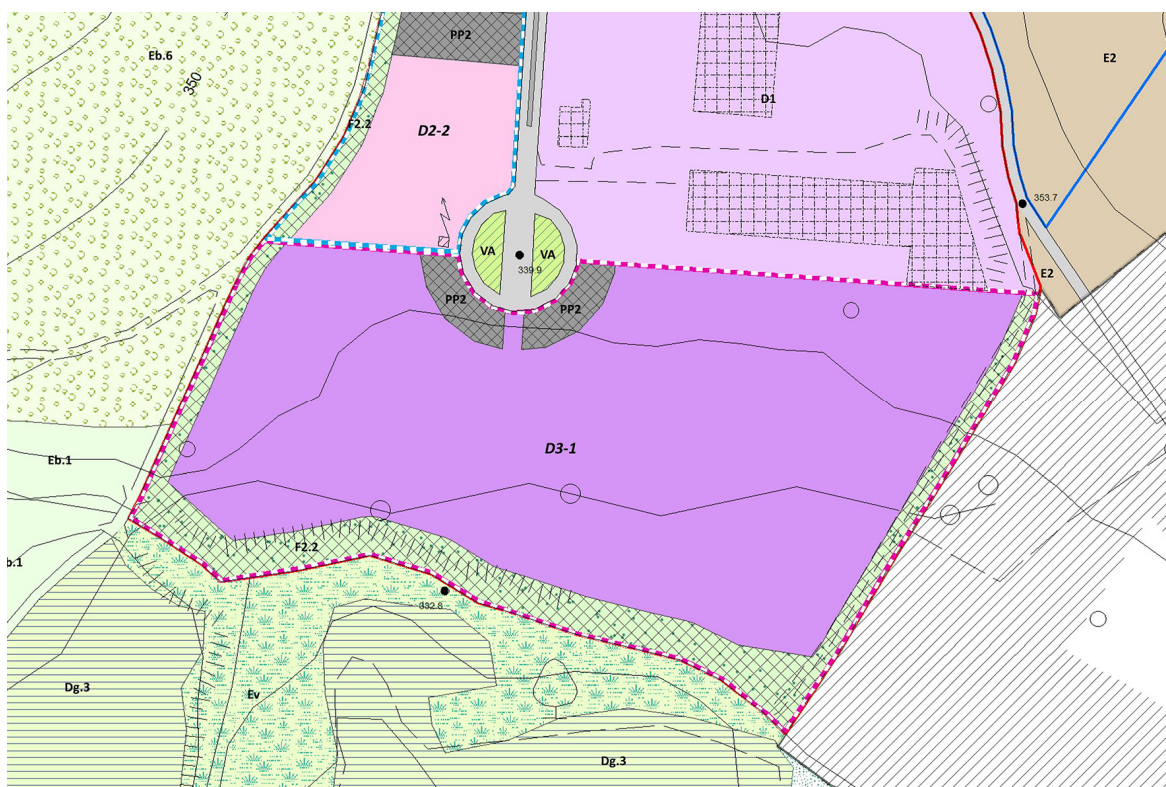 PP2
Eb.6
E2
350
D1
F2.2
D2-2
353.7
VA
VA
339.9
E2
PP2
PP2
D3-1
Eb.1
F2.2
b.1
332.8
Dg.3
Ev
Dg.3